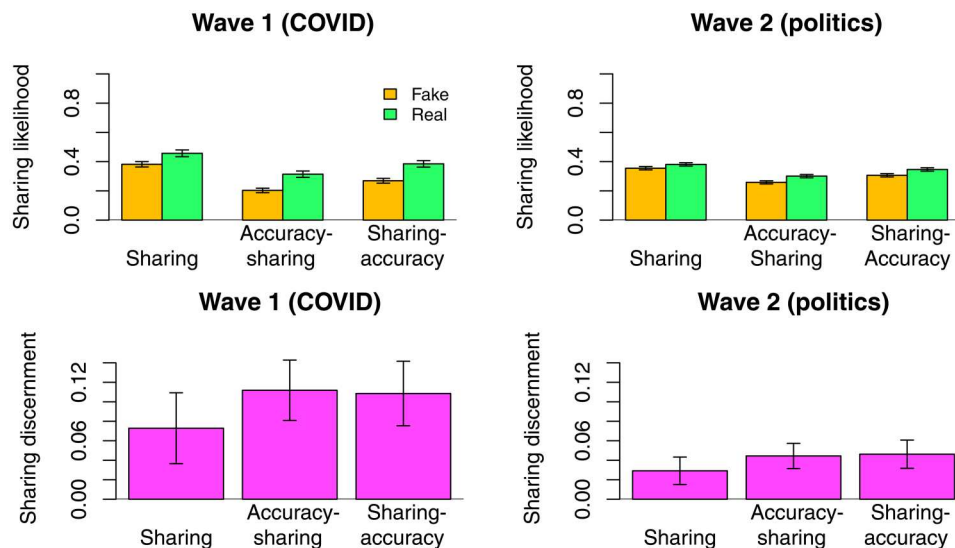 Wave 1 (COVID)
Sharing likelihood
0.0 0.4 0.8
Fake
Real
Sharing
Accuracy-
sharing
Sharing-
accuracy
Wave 2 (politics)
Sharing likelihood
0.0 0.4 0.8
Sharing
Accuracy-
Sharing
Sharing-
Accuracy
Wave 1 (COVID)
Sharing discernment
0.00 0.06 0.12
Sharing
Accuracy-
sharing
Sharing-
accuracy
Wave 2 (politics)
Sharing discernment
0.00 0.06 0.12
Sharing
Accuracy-
sharing
Sharing-
accuracy